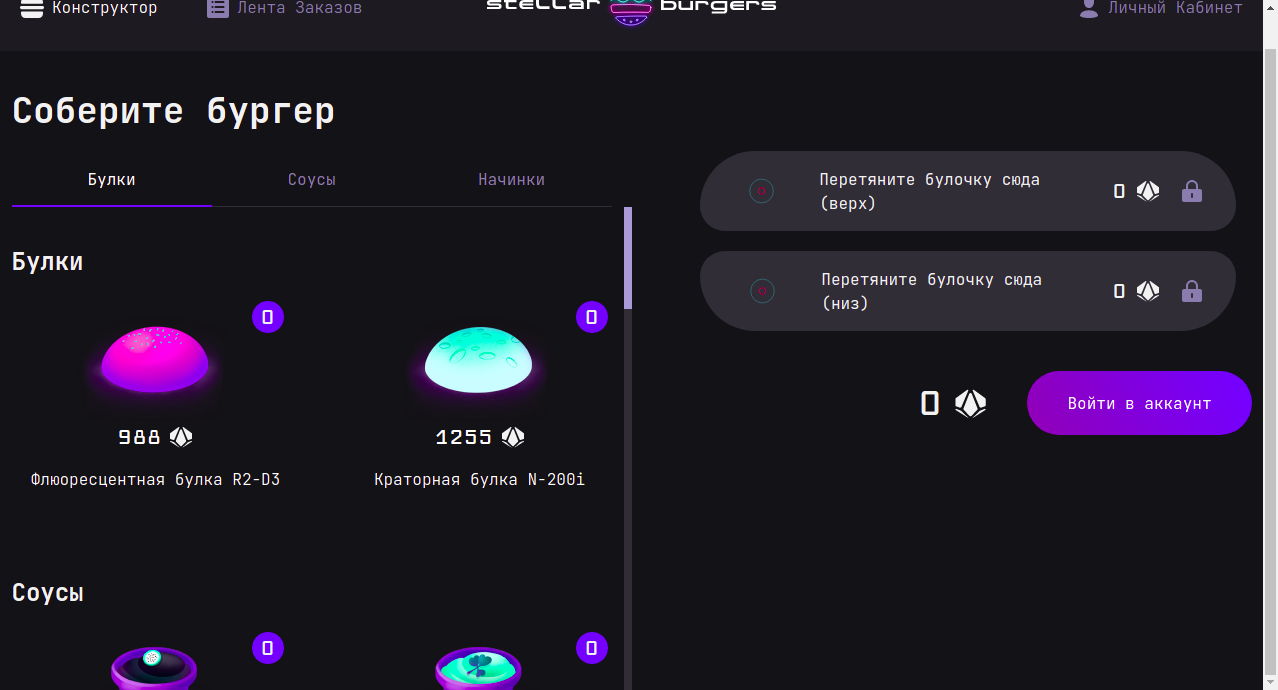 Конструктор
Лента Заказов
stellar burgers
Личный Кабинет
Соберите бургер
Булки
Соусы
Начинки
Булки
0
0
988
1255
Флюоресцентная булка R2-D3
Краторная булка N-200i
Соусы
0
0
Перетяните булочку сюда
(верх)
0
Перетяните булочку сюда
(низ)
0
0
Войти в аккаунт